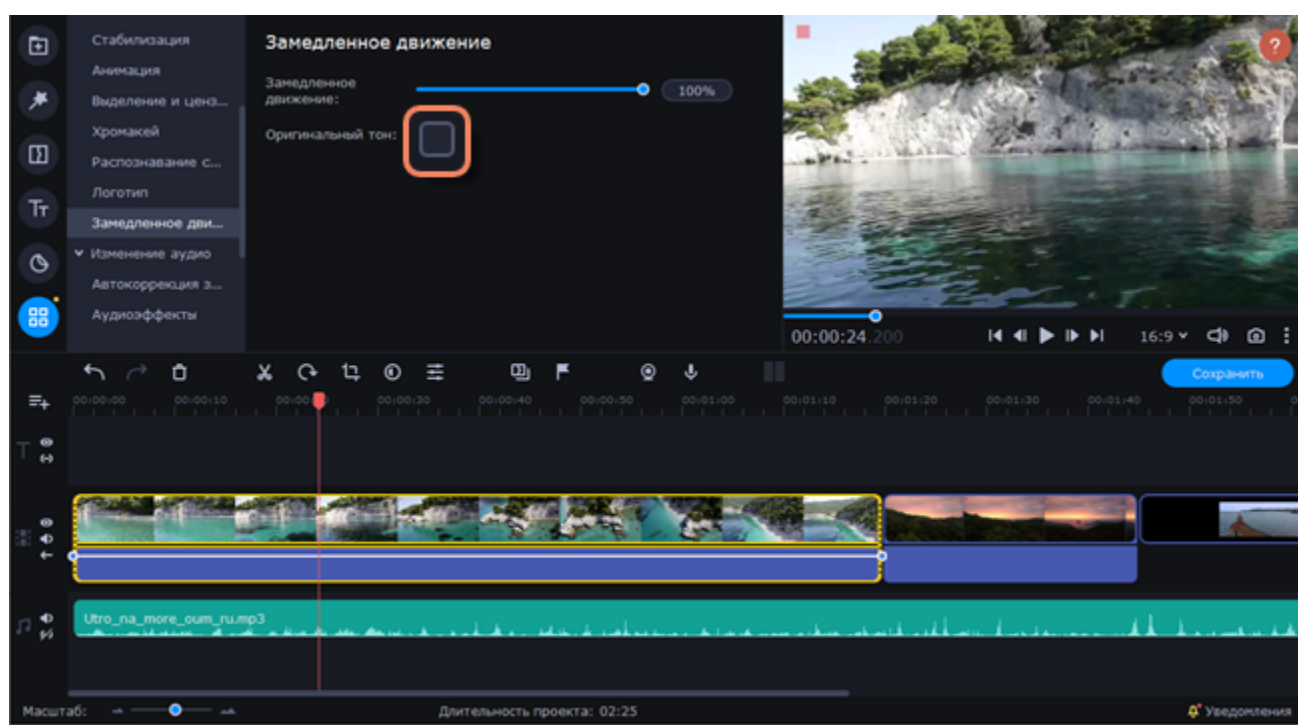 Стабилизация
Анимация
Выделение и ценз...
Хромакей
Распознавание с...
Логотип
Замедленное дви...
Изменение аудио
Автокоррекция з...
Аудиоэффекты
Замедленное движение
Замедленное
движение:
100%
Оригинальный тон:
?
00:00:24.200
16:9
Сохранить
00:00:00 00:00:10 00:00:30 00:00:40 00:00:50 00:01:00 00:01:10 00:01:20 00:01:30 00:01:40 00:01:50
Tт
T
Utro_na_more_oum_ru.mp3
Масштаб:
Длительность проекта: 02:25
Уведомления